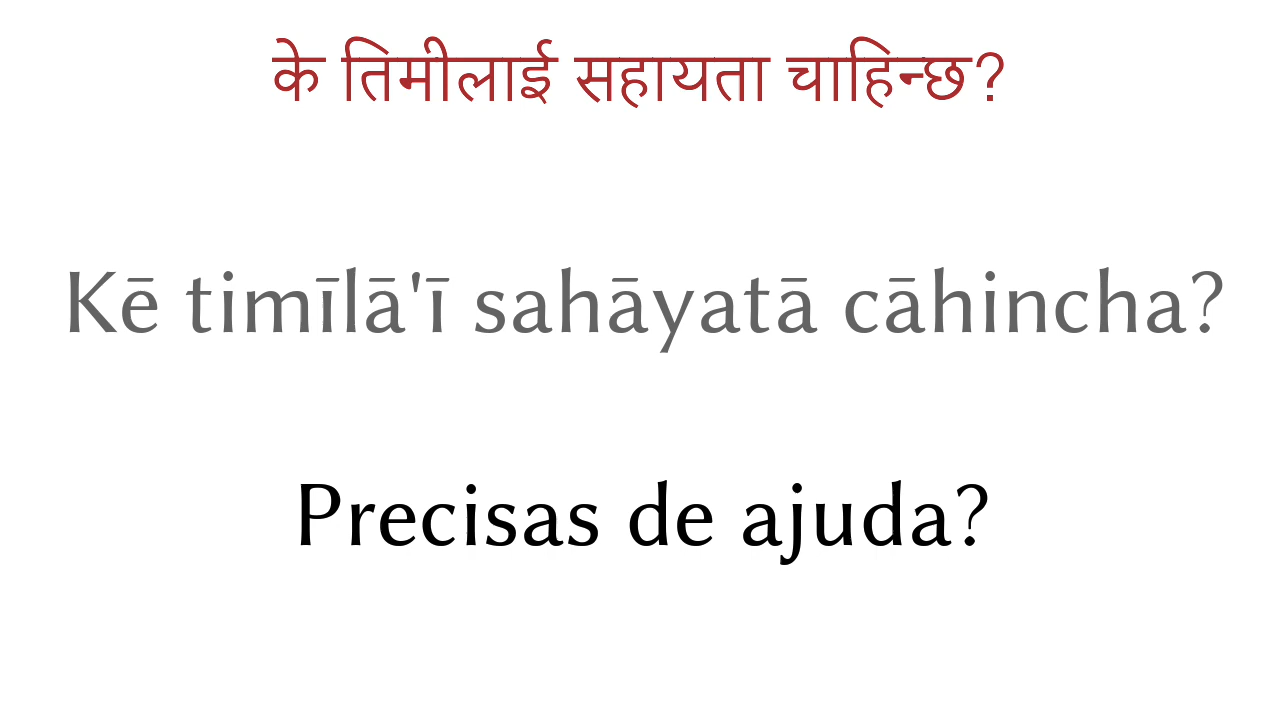 के तिमीलाई सहायता चाहिन्छ?
Kē timīlā'ī sahāyatā cāhincha?
Precisas de ajuda?